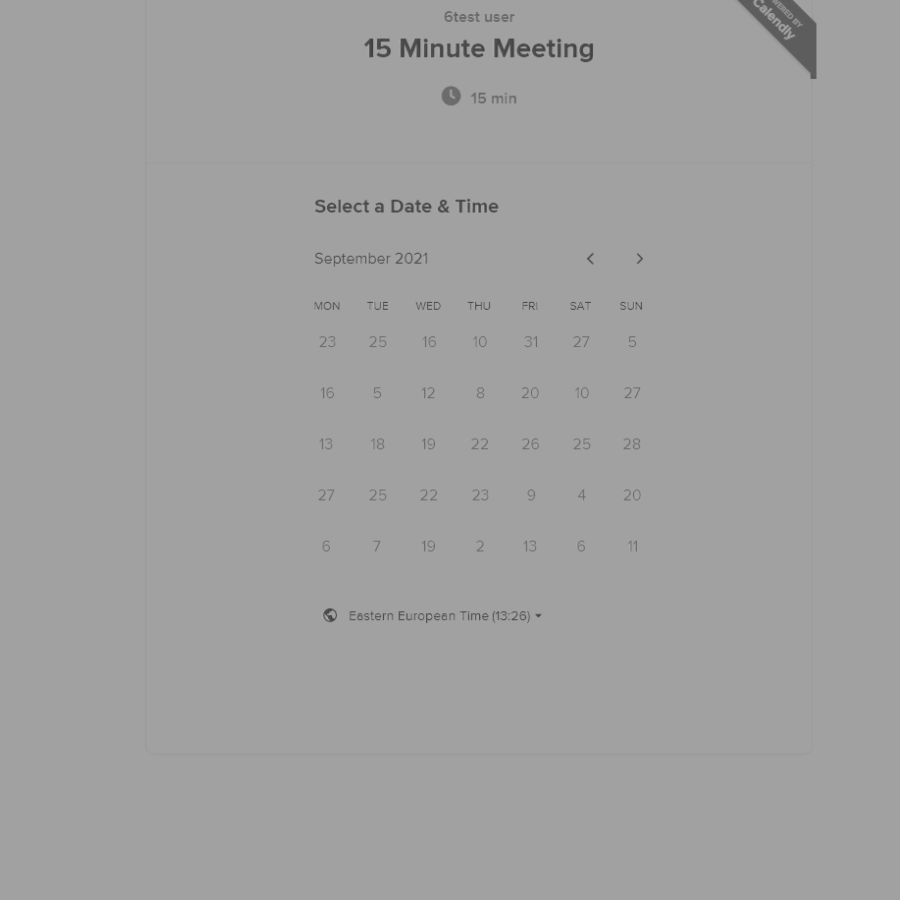 6test user
15 Minute Meeting
15 min
Calendly
Select a Date & Time
September 2021
MON TUE WED THU FRI SAT SUN
23 25 16 10 31 27 5
16 5 12 8 20 10 27
13 18 19 22 26 25 28
27 25 22 23 9 4 20
6 7 19 2 13 6 11
Eastern European Time (13:26)